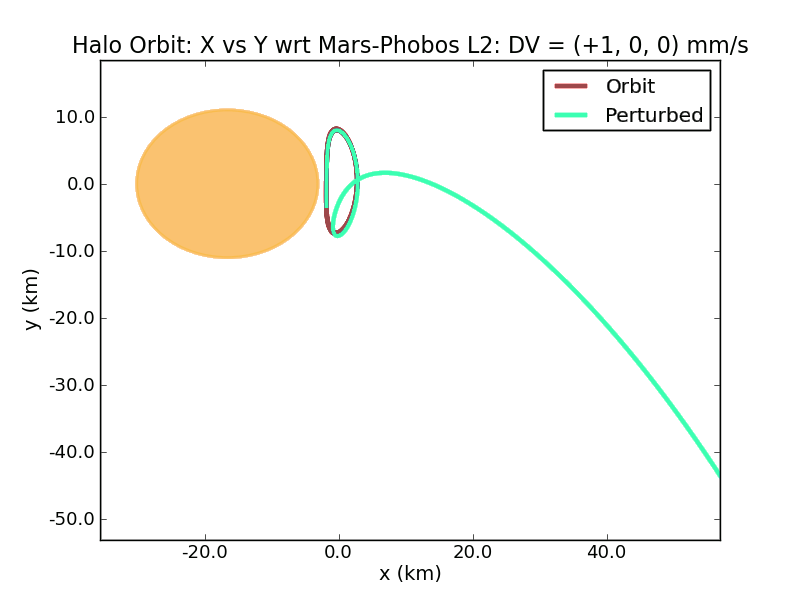 Halo Orbit: X vs Y wrt Mars-Phobos L2: DV = (+1, 0, 0) mm/s
Orbit
Perturbed
10.0
0.0
-10.0
-20.0
-30.0
-40.0
-50.0
y (km)
-20.0 0.0 20.0 40.0
x (km)